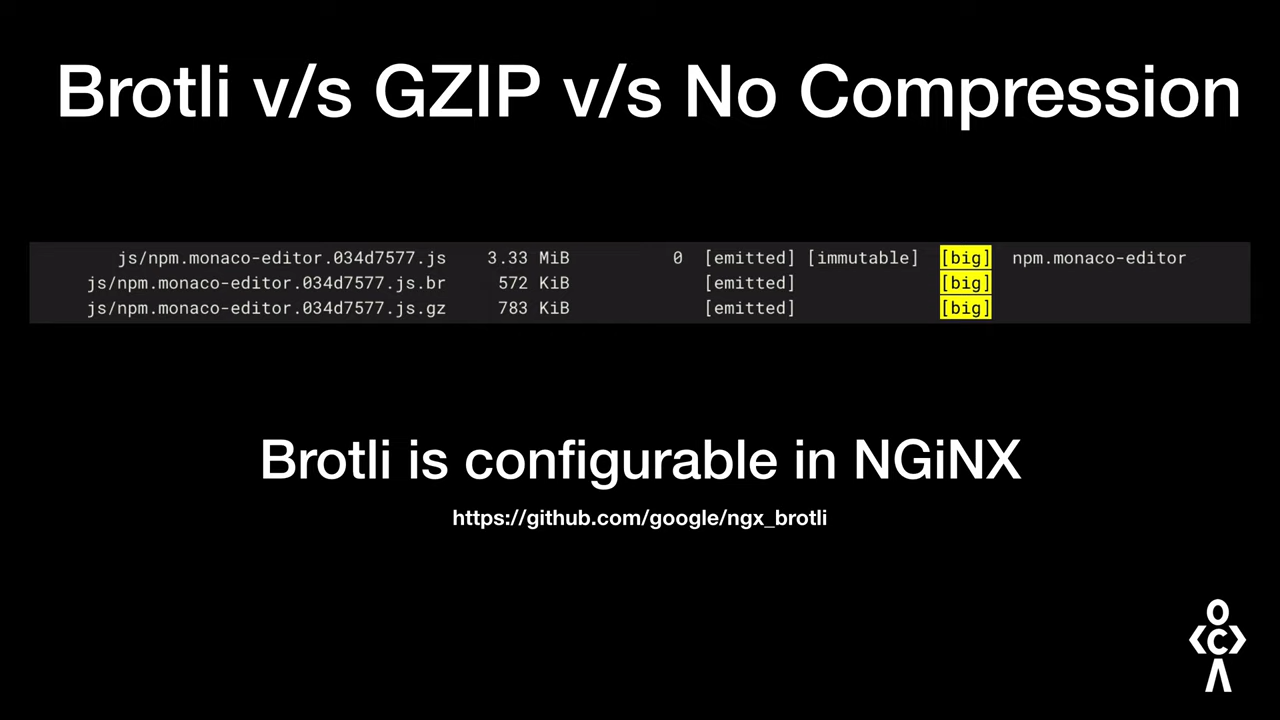 Brotli v/s GZIP v/s No Compression
js/npm.monaco-editor.034d7577.js 3.33 MiB 0 [emitted] [immutable] [big] npm.monaco-editor
js/npm.monaco-editor.034d7577.js.br 572 KiB [emitted] [big]
js/npm.monaco-editor.034d7577.js.gz 783 KiB [emitted] [big]
Brotli is configurable in NGiNX
https://github.com/google/ngx_brotli
O
<C>
Λ